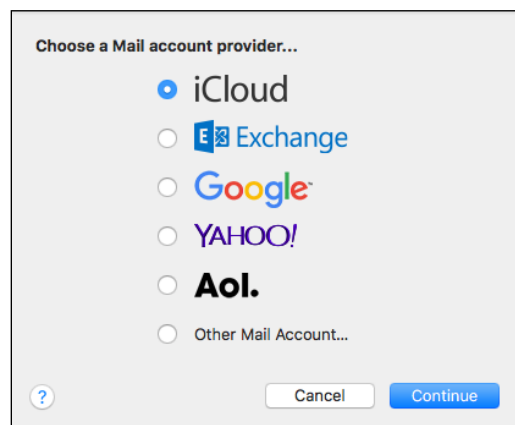 Choose a Mail account provider...
iCloud
E Exchange
Google
YAHOO!
Aol.
Other Mail Account...
? Cancel Continue